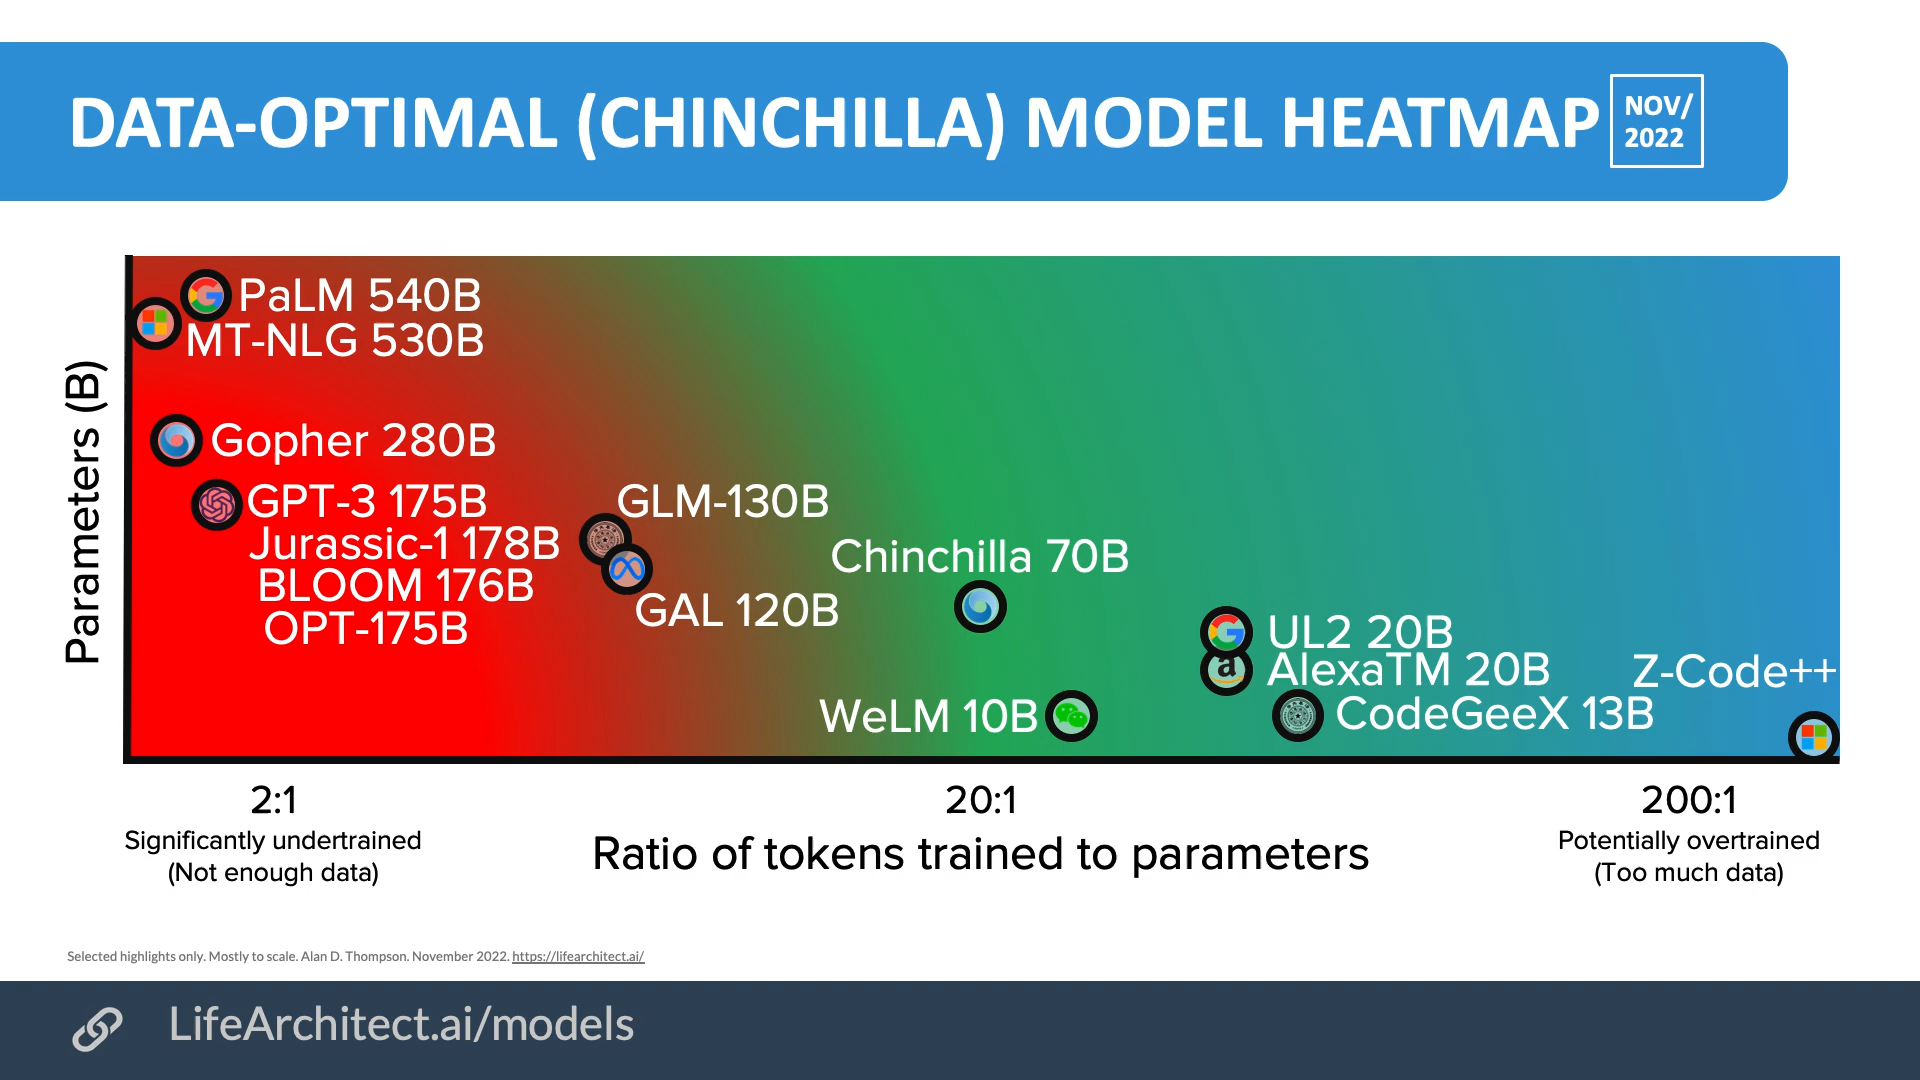 DATA-OPTIMAL (CHINCHILLA) MODEL HEATMAP
NOV/
2022
Parameters (B)
PaLM 540B
MT-NLG 530B
Gopher 280B
GPT-3 175B
Jurassic-1 178B
BLOOM 176B
OPT-175B
GLM-130B
GAL 120B
Chinchilla 70B
WeLM 10B
UL2 20B
a
AlexaTM 20B
CodeGeeX 13B
Z-Code++
2:1
Significantly undertrained
(Not enough data)
20:1
Ratio of tokens trained to parameters
200:1
Potentially overtrained
(Too much data)
Selected highlights only. Mostly to scale. Alan D. Thompson. November 2022. https://lifearchitect.ai/
LifeArchitect.ai/models